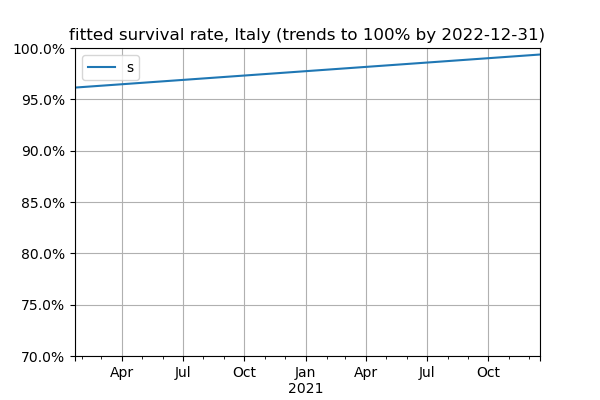 fitted survival rate, Italy (trends to 100% by 2022-12-31)
100.0%
s
95.0%
90.0%
85.0%
80.0%
75.0%
70.0%
Apr Jul Oct Jan Apr Jul Oct
2021